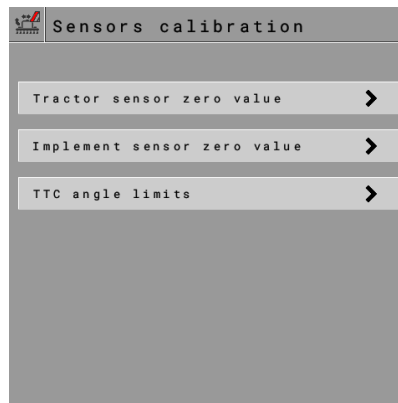 Sensors calibration
Tractor sensor zero value
Implement sensor zero value
TTC angle limits